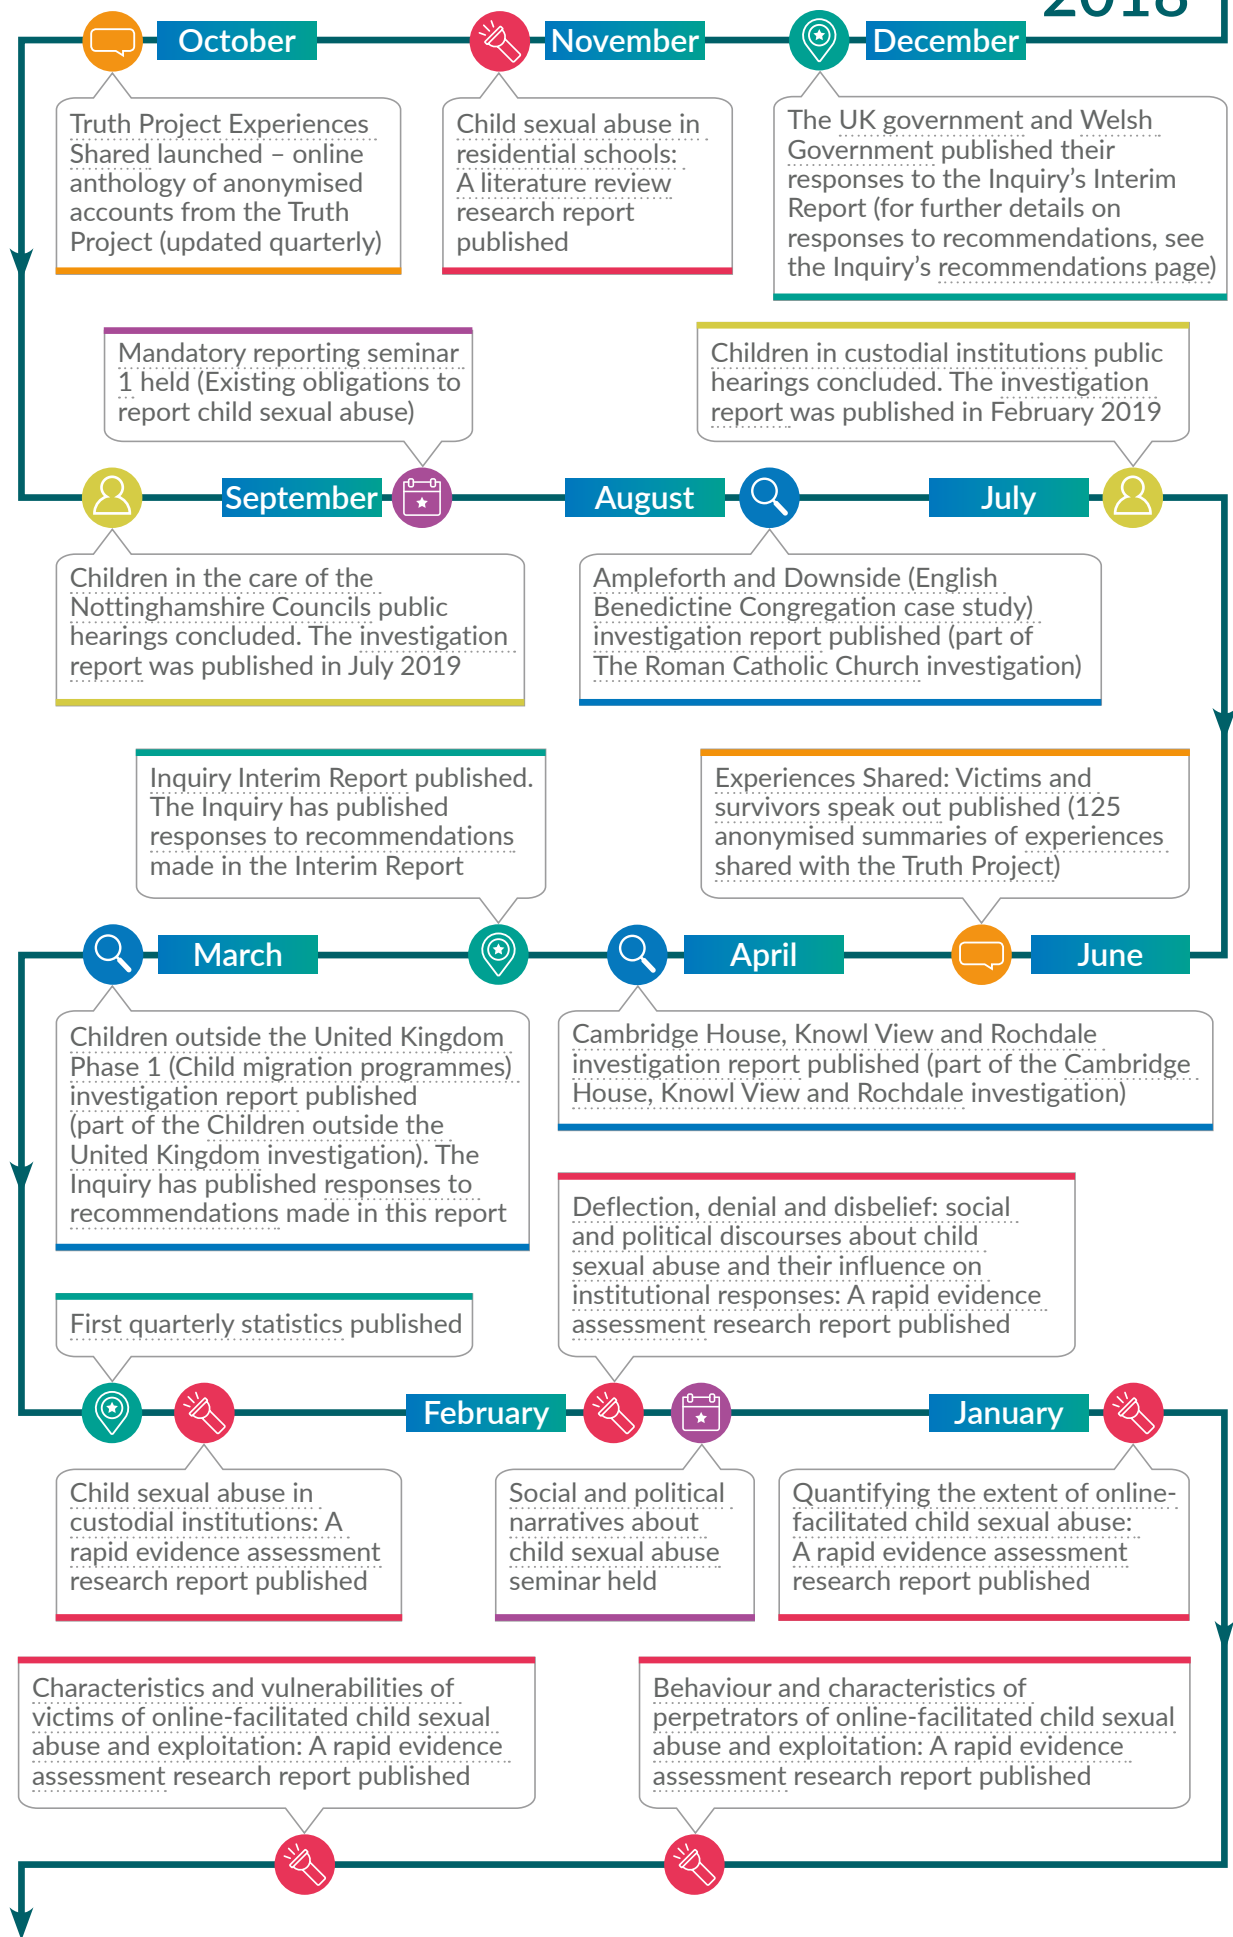 2018
October
November
December
Truth Project Experiences
Shared launched – online
anthology of anonymised
accounts from the Truth
Project (updated quarterly)
Child sexual abuse in
residential schools:
A literature review
research report
published
The UK government and Welsh
Government published their
responses to the Inquiry's Interim
Report (for further details on
responses to recommendations, see
the Inquiry's recommendations page)
Mandatory reporting seminar
1 held (Existing obligations to
report child sexual abuse)
Children in custodial institutions public
hearings concluded. The investigation
report was published in February 2019
September
August
July
Children in the care of the
Nottinghamshire Councils public
hearings concluded. The investigation
report was published in July 2019
Ampleforth and Downside (English
Benedictine Congregation case study)
investigation report published (part of
The Roman Catholic Church investigation)
Inquiry Interim Report published.
The Inquiry has published
responses to recommendations
made in the Interim Report
Experiences Shared: Victims and
survivors speak out published (125
anonymised summaries of experiences
shared with the Truth Project)
March
April
June
Children outside the United Kingdom
Phase 1 (Child migration programmes)
investigation report published
(part of the Children outside the
United Kingdom investigation). The
Inquiry has published responses to
recommendations made in this report
Cambridge House, Knowl View and Rochdale
investigation report published (part of the Cambridge
House, Knowl View and Rochdale investigation)
Deflection, denial and disbelief: social
and political discourses about child
sexual abuse and their influence on
institutional responses: A rapid evidence
assessment research report published
First quarterly statistics published
February
January
Child sexual abuse in
custodial institutions: A
rapid evidence assessment
research report published
Social and political
narratives about
child sexual abuse
seminar held
Quantifying the extent of online-
facilitated child sexual abuse:
A rapid evidence assessment
research report published
Characteristics and vulnerabilities of
victims of online-facilitated child sexual
abuse and exploitation: A rapid evidence
assessment research report published
Behaviour and characteristics of
perpetrators of online-facilitated child sexual
abuse and exploitation: A rapid evidence
assessment research report published